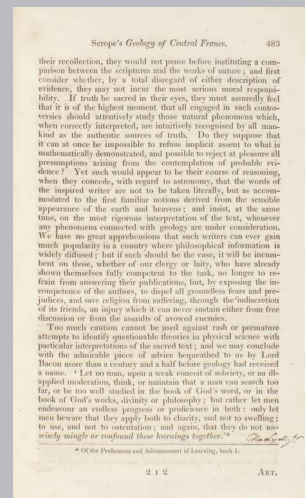 Scrope's Geology of Central France. 483
their recollection, they would not pause before instituting a com-
parison between the scriptures and the works of nature; and first
consider whether, by a total disregard of either description of
evidence, they may not incur the most serious moral responsi-
bility. If truth be sacred in their eyes, they must assuredly feel
that it is of the highest moment that all engaged in such contro-
versies should attentively study those natural phenomena which,
when correctly interpreted, are intuitively recognised by all man-
kind as the authentic sources of truth. Do they suppose that
it can at once be impossible to refuse implicit assent to what is
mathematically demonstrated, and possible to reject at pleasure all
presumptions arising from the contemplation of probable evi-
dence? Yet such would appear to be their course of reasoning,
when they concede, with regard to astronomy, that the words of
the inspired writer are not to be taken literally, but as accom-
modated to the first familiar notions derived from the sensible
appearance of the earth and heavens; and insist, at the same
time, on the most rigorous interpretation of the text, whenever
any phenomena connected with geology are under consideration.
We have no great apprehensions that such writers can ever gain
much popularity in a country where philosophical information is
widely diffused; but if such should be the case, it will be incum-
bent on those, whether of our clergy or laity, who have already
shown themselves fully competent to the task, no longer to re-
frain from answering their publications, but, by exposing the in-
competence of the authors, to dispel all groundless fears and pre-
judices, and save religion from suffering, through the indiscretion
of its friends, an injury which it can never sustain either from free
discussion or from the assaults of avowed enemies.
Too much caution cannot be used against rash or premature
attempts to identify questionable theories in physical science with
particular interpretations of the sacred text; and we may conclude
with the admirable piece of advice bequeathed to us by Lord
Bacon more than a century and a half before geology had received
a name. 'Let no man, upon a weak conceit of sobriety, or an ill-
applied moderation, think, or maintain that a man can search too
far, or be too well studied in the book of God's word, or in the
book of God's works, divinity or philosophy; but rather let men
endeavour an endless progress or proficience in both: only let
men beware that they apply both to charity, and not to swelling;
to use, and not to ostentation; and again, that they do not un-
wisely mingle or confound these learnings together.'*
* Of the Proficience and Advancement of Learning, book I.
2 I 2 ART.